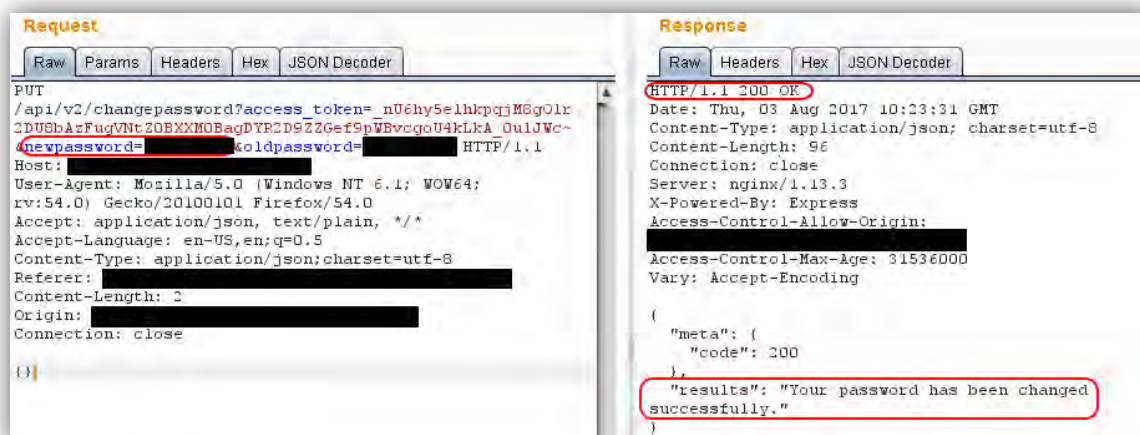 Request
Raw Params Headers Hex JSON Decoder
PUT
/api/v2/changepassword?access_token=_nU6hy5elhkpqjM8gOlr
2DU8bAzFugVNtZOBXXMOBagDYR2D9ZZGef9pWBvcgoU4kLkA_OulJWc~
&newpassword= &oldpassword= HTTP/1.1
Host:
User-Agent: Mozilla/5.0 (Windows NT 6.1; WOW64;
rv:54.0) Gecko/20100101 Firefox/54.0
Accept: application/json, text/plain, */*
Accept-Language: en-US,en;q=0.5
Content-Type: application/json;charset=utf-8
Referer:
Content-Length: 2
Origin:
Connection: close
{}
Response
Raw Headers Hex JSON Decoder
HTTP/1.1 200 OK
Date: Thu, 03 Aug 2017 10:23:31 GMT
Content-Type: application/json; charset=utf-8
Content-Length: 96
Connection: close
Server: nginx/1.13.3
X-Powered-By: Express
Access-Control-Allow-Origin:
Access-Control-Max-Age: 31536000
Vary: Accept-Encoding
{
"meta": {
"code": 200
},
"results": "Your password has been changed
successfully."
}